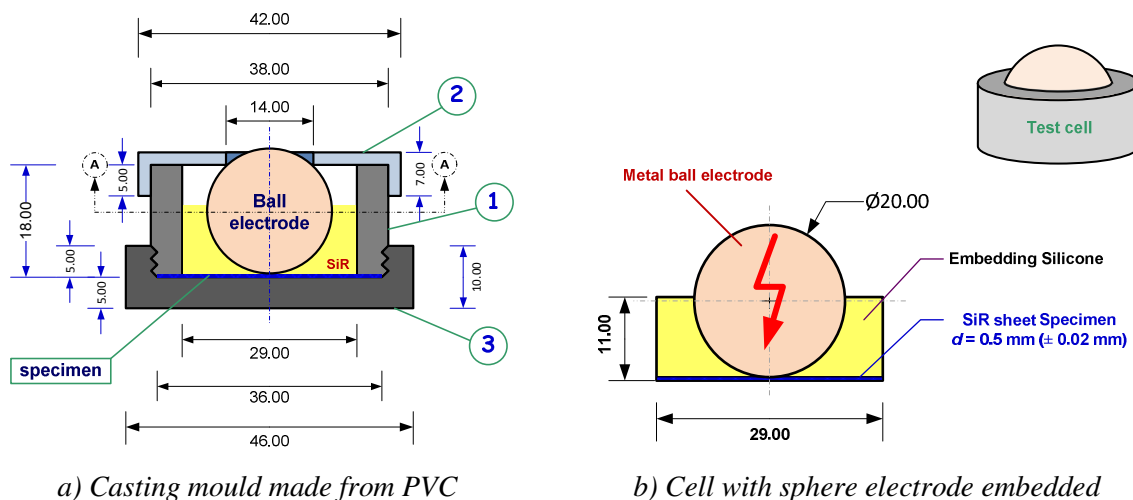 42.00
38.00
14.00
2
A
A
5.00
7.00
18.00
Ball
electrode
1
5.00
SiR
10.00
5.00
3
specimen
29.00
36.00
46.00
a) Casting mould made from PVC
Test cell
Metal ball electrode
Ø20.00
Embedding Silicone
SiR sheet Specimen
d = 0.5 mm (± 0.02 mm)
11.00
29.00
b) Cell with sphere electrode embedded